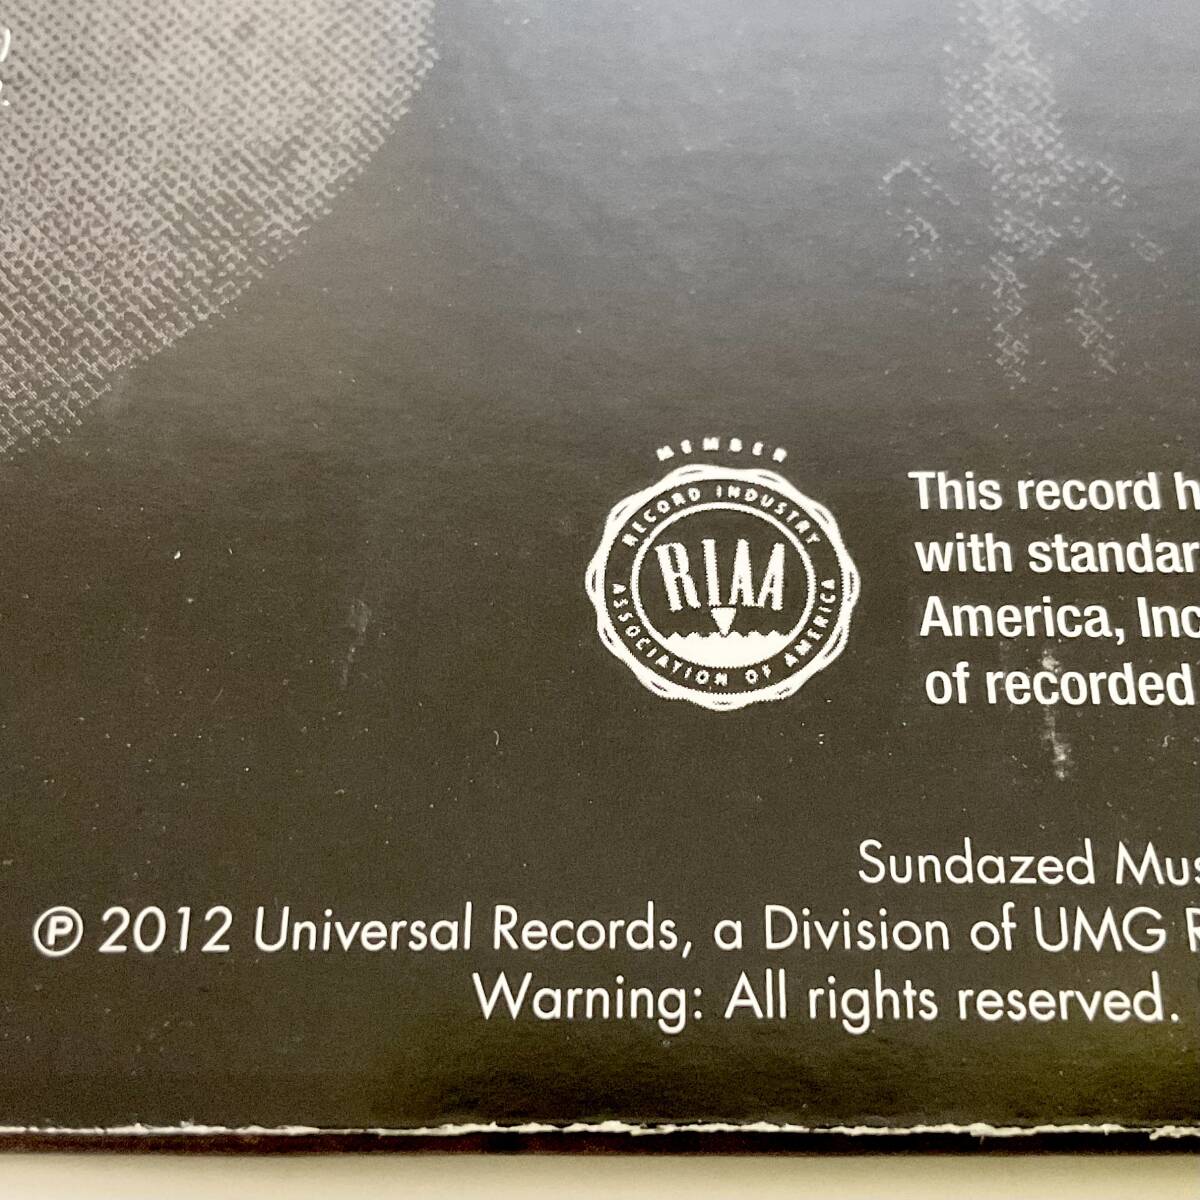 MEMBER
RECORD INDUSTRY
RIAA
ASSOCIATION OF AMERICA
This record h
with standar
America, Inc
of recorded
Sundazed Mus
℗ 2012 Universal Records, a Division of UMG R
Warning: All rights reserved.